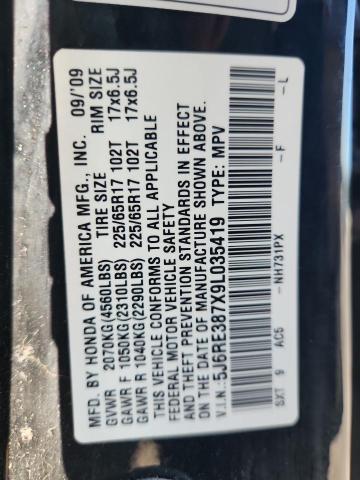 MFD. BY HONDA OF AMERICA MFG., INC. 09/'09
GVWR 2070KG(4560LBS) TIRE SIZE RIM SIZE
GAWR F 1050KG(2310LBS) 225/65R17 102T 17x6.5J
GAWR R 1040KG(2290LBS) 225/65R17 102T 17x6.5J
THIS VEHICLE CONFORMS TO ALL APPLICABLE
FEDERAL MOTOR VEHICLE SAFETY
AND THEFT PREVENTION STANDARDS IN EFFECT
ON THE DATE OF MANUFACTURE SHOWN ABOVE.
V.I.N.:5J6RE387X9L035419 TYPE: MPV
SXT 9 AC5 -NH731PX -F -L